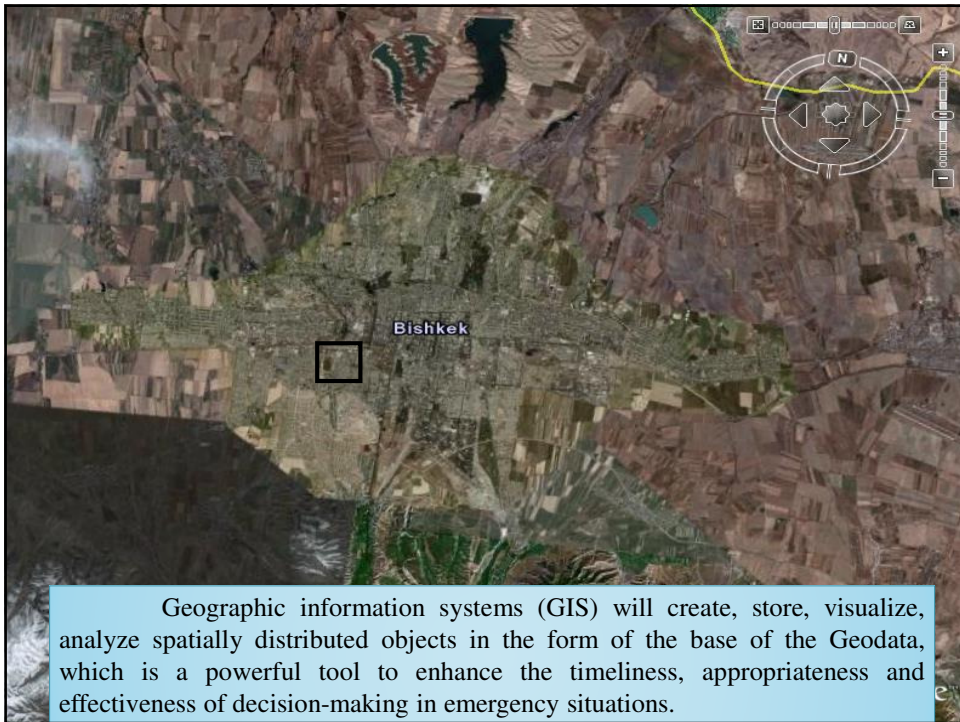 N
Bishkek
Geographic information systems (GIS) will create, store, visualize,
analyze spatially distributed objects in the form of the base of the Geodata,
which is a powerful tool to enhance the timeliness, appropriateness and
effectiveness of decision-making in emergency situations.